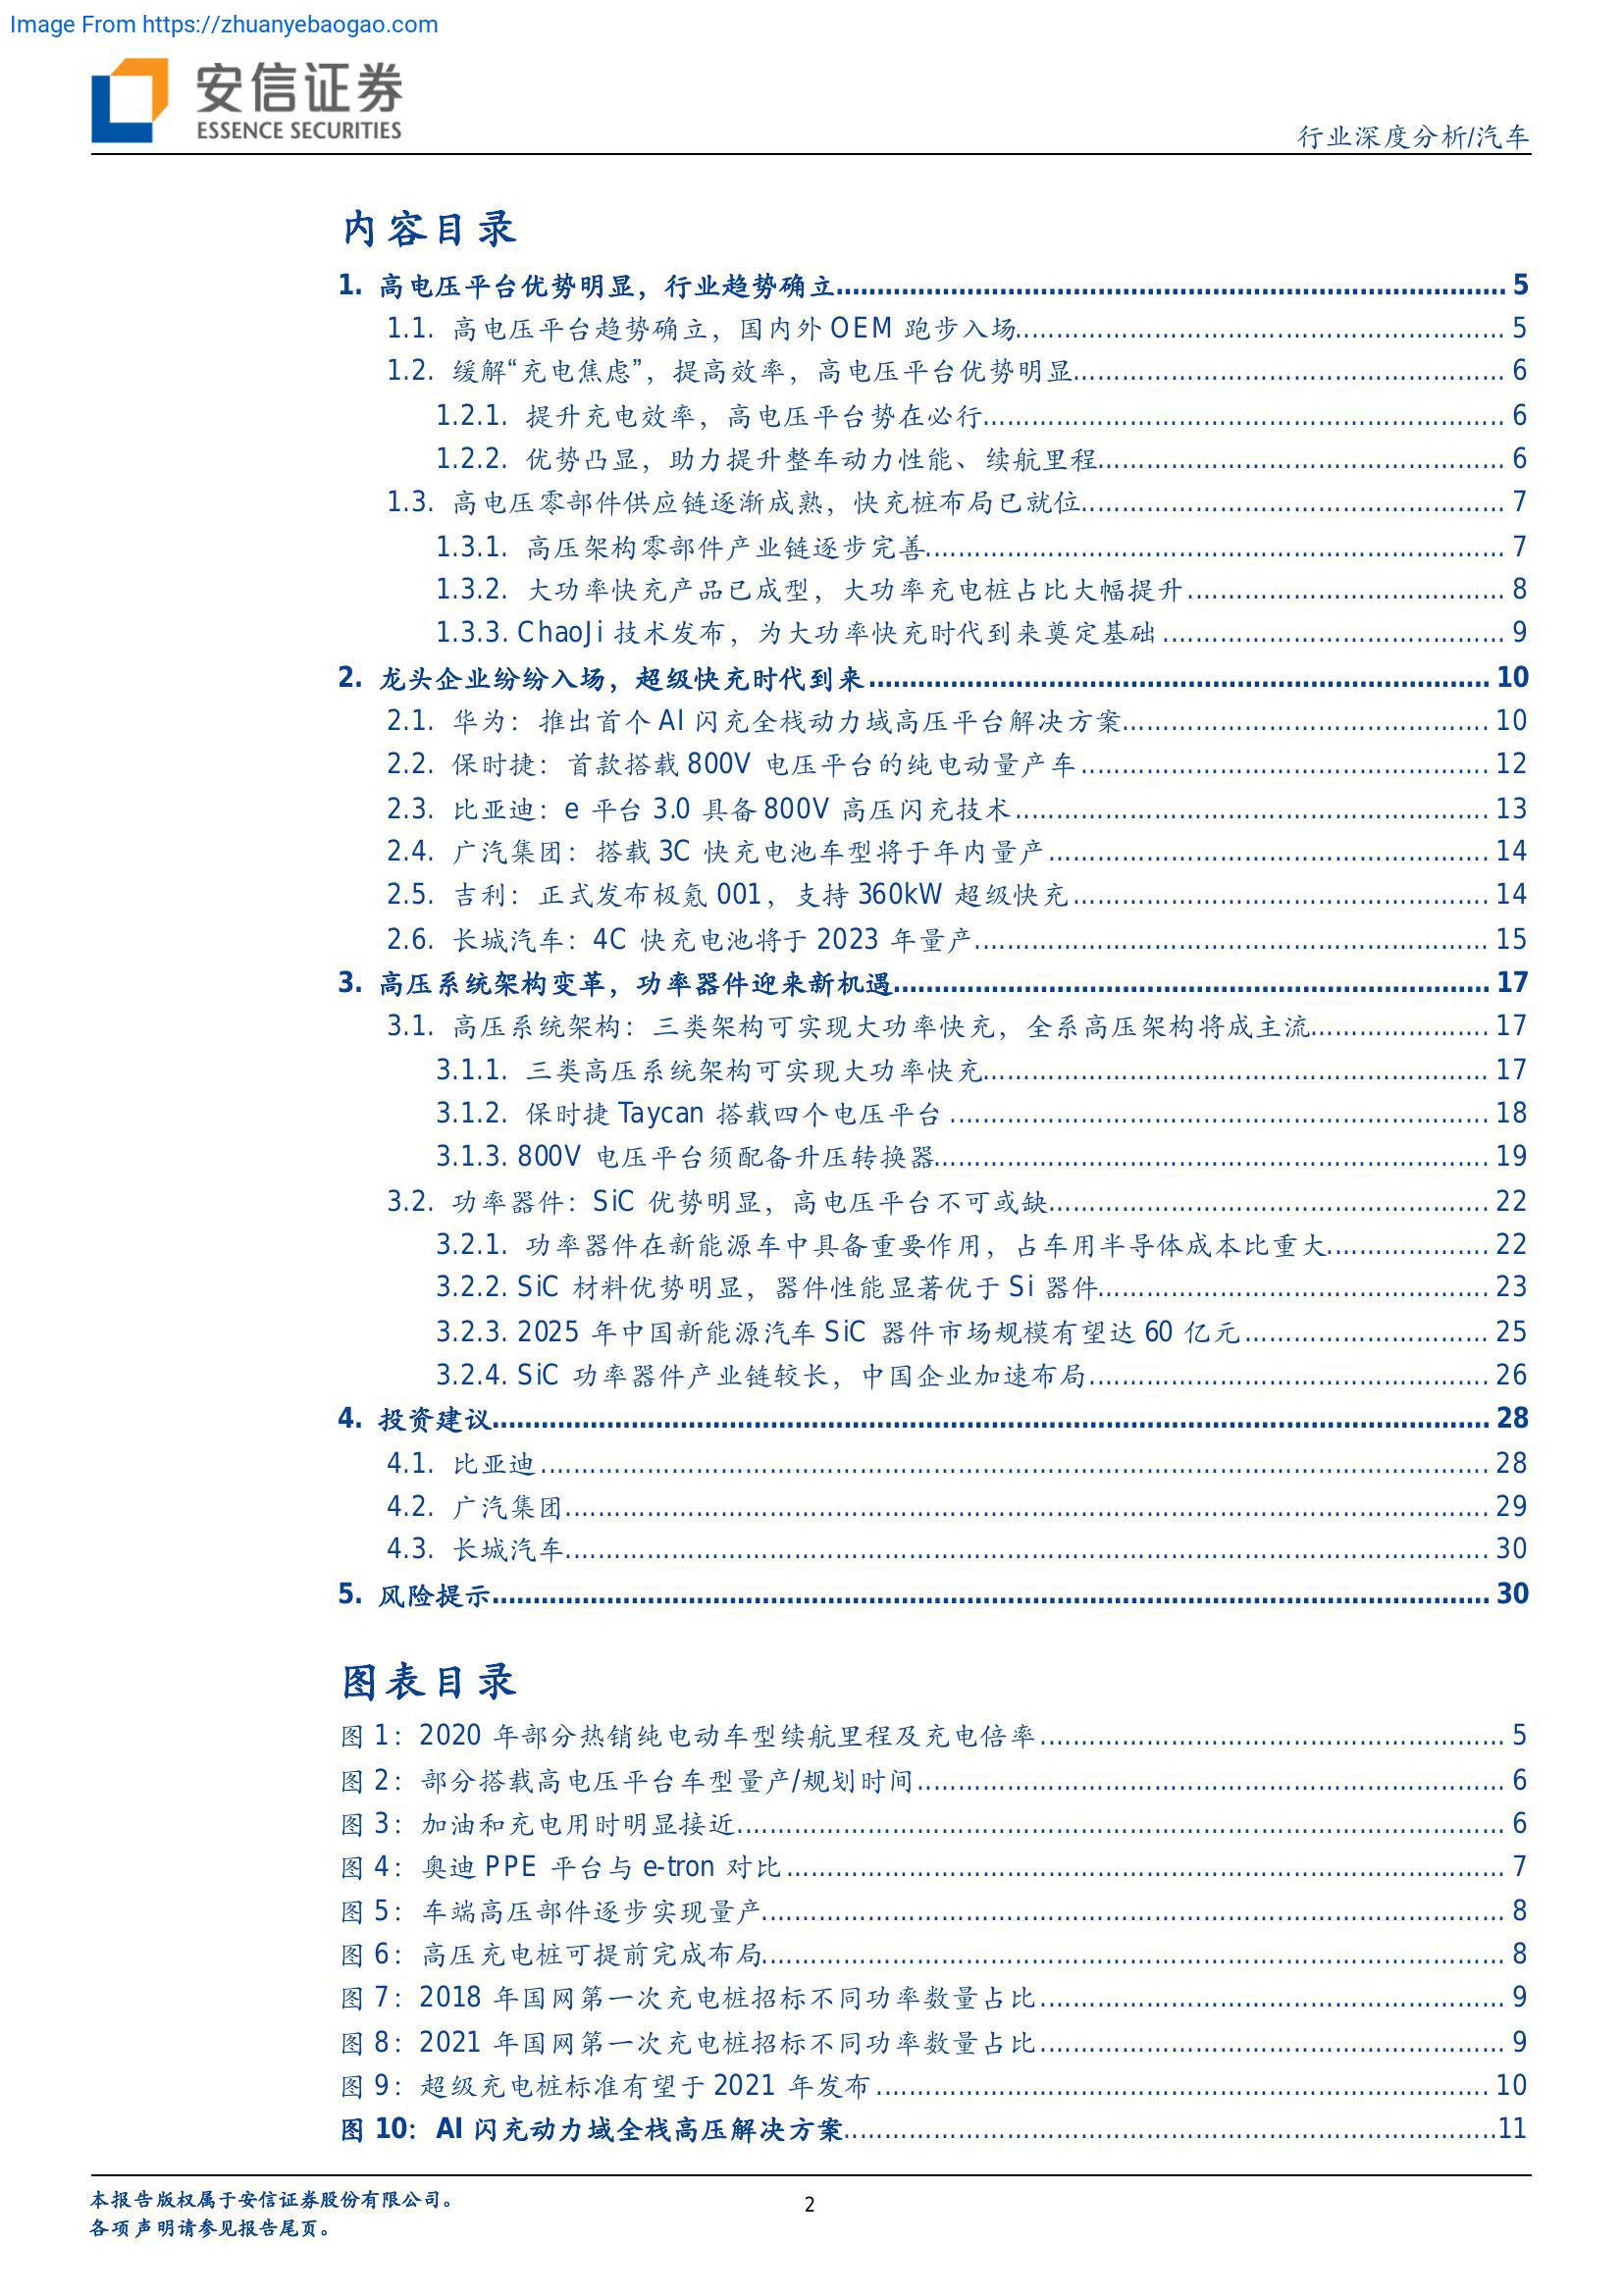 Image From https://zhuanyebaogao.com
安信证券
ESSENCE SECURITIES
行业深度分析/汽车
内容目录
1. 高电压平台优势明显，行业趋势确立 5
1.1. 高电压平台趋势确立，国内外 OEM 跑步入场 5
1.2. 缓解“充电焦虑”，提高效率，高电压平台优势明显 6
1.2.1. 提升充电效率，高电压平台势在必行 6
1.2.2. 优势凸显，助力提升整车动力性能、续航里程 6
1.3. 高电压零部件供应链逐渐成熟，快充桩布局已就位 7
1.3.1. 高压架构零部件产业链逐步完善 7
1.3.2. 大功率快充产品已成型，大功率充电桩占比大幅提升 8
1.3.3. ChaoJi 技术发布，为大功率快充时代到来奠定基础 9
2. 龙头企业纷纷入场，超级快充时代到来 10
2.1. 华为：推出首个 AI 闪充全栈动力域高压平台解决方案 10
2.2. 保时捷：首款搭载 800V 电压平台的纯电动量产车 12
2.3. 比亚迪：e 平台 3.0 具备 800V 高压闪充技术 13
2.4. 广汽集团：搭载 3C 快充电池车型将于年内量产 14
2.5. 吉利：正式发布极氪 001，支持 360kW 超级快充 14
2.6. 长城汽车：4C 快充电池将于 2023 年量产 15
3. 高压系统架构变革，功率器件迎来新机遇 17
3.1. 高压系统架构：三类架构可实现大功率快充，全系高压架构将成主流 17
3.1.1. 三类高压系统架构可实现大功率快充 17
3.1.2. 保时捷 Taycan 搭载四个电压平台 18
3.1.3. 800V 电压平台须配备升压转换器 19
3.2. 功率器件：SiC 优势明显，高电压平台不可或缺 22
3.2.1. 功率器件在新能源车中具备重要作用，占车用半导体成本比重大 22
3.2.2. SiC 材料优势明显，器件性能显著优于 Si 器件 23
3.2.3. 2025 年中国新能源汽车 SiC 器件市场规模有望达 60 亿元 25
3.2.4. SiC 功率器件产业链较长，中国企业加速布局 26
4. 投资建议 28
4.1. 比亚迪 28
4.2. 广汽集团 29
4.3. 长城汽车 30
5. 风险提示 30
图表目录
图 1：2020 年部分热销纯电动车型续航里程及充电倍率 5
图 2：部分搭载高电压平台车型量产/规划时间 6
图 3：加油和充电用时明显接近 6
图 4：奥迪 PPE 平台与 e-tron 对比 7
图 5：车端高压部件逐步实现量产 8
图 6：高压充电桩可提前完成布局 8
图 7：2018 年国网第一次充电桩招标不同功率数量占比 9
图 8：2021 年国网第一次充电桩招标不同功率数量占比 9
图 9：超级充电桩标准有望于 2021 年发布 10
图 10：AI 闪充动力域全栈高压解决方案 11
本报告版权属于安信证券股份有限公司。
2
各项声明请参见报告尾页。